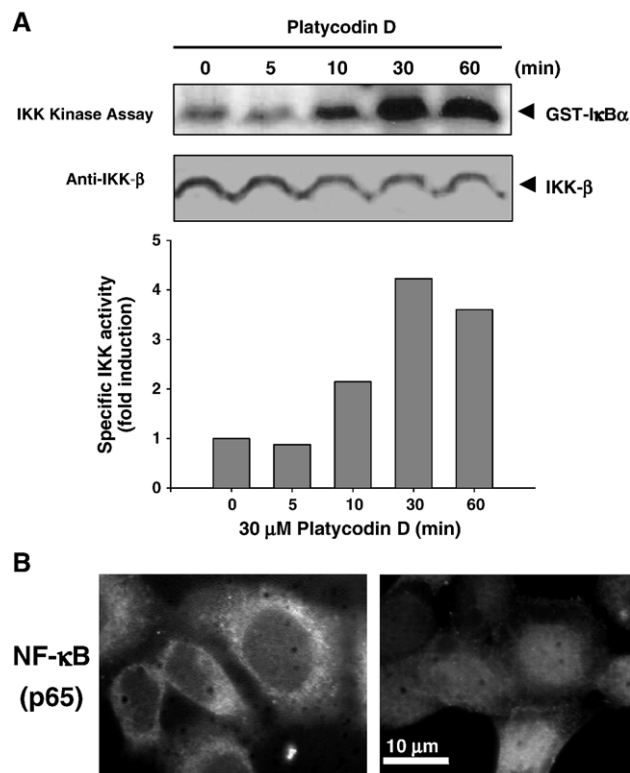 A
Platycodin D
0 5 10 30 60 (min)
IKK Kinase Assay GST-IκBα
Anti-IKK-β IKK-β
Specific IKK activity
(fold induction)
5
4
3
2
1
0
0 5 10 30 60
30 μM Platycodin D (min)
B
NF-κB
(p65)
10 μm